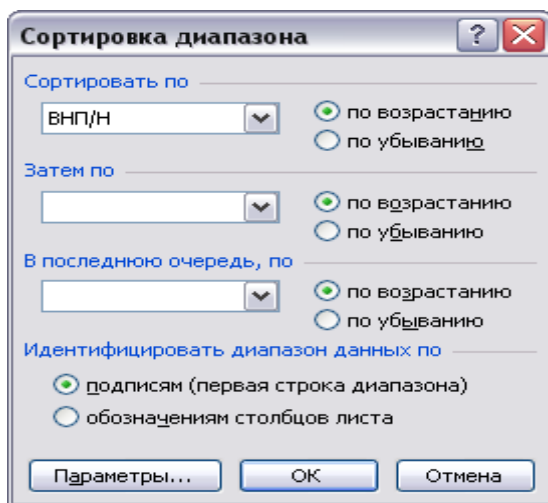 Сортировка диапазона
?
Сортировать по
ВНП/Н
по возрастанию
по убыванию
Затем по
по возрастанию
по убыванию
В последнюю очередь, по
по возрастанию
по убыванию
Идентифицировать диапазон данных по
подписям (первая строка диапазона)
обозначениям столбцов листа
Параметры... ОК Отмена